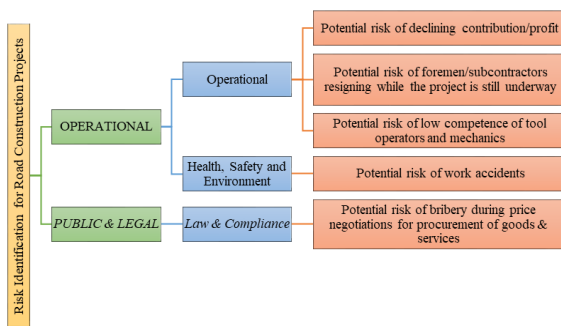 Risk Identification for Road Construction Projects
OPERATIONAL
PUBLIC & LEGAL
Operational
Health, Safety and
Environment
Law & Compliance
Potential risk of declining contribution/profit
Potential risk of foremen/subcontractors
resigning while the project is still underway
Potential risk of low competence of tool
operators and mechanics
Potential risk of work accidents
Potential risk of bribery during price
negotiations for procurement of goods &
services